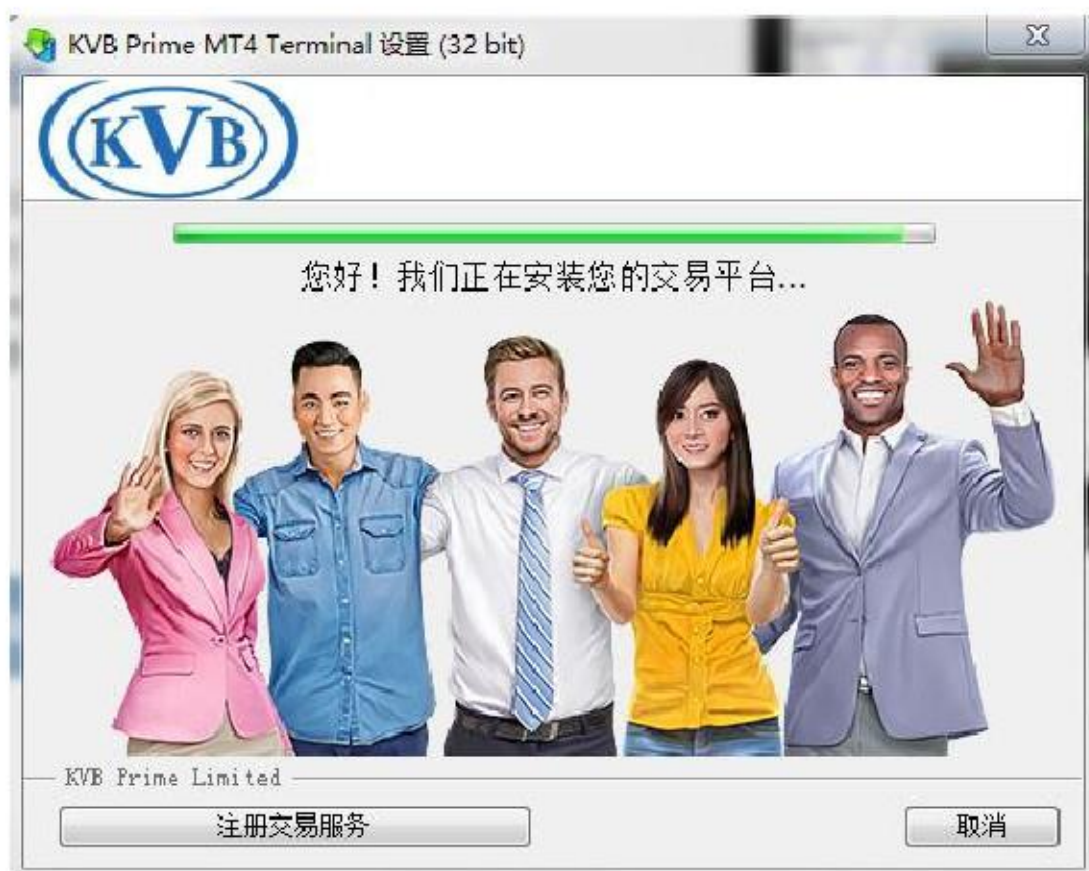 KVB Prime MT4 Terminal 设置 (32 bit)
KVB
您好！我们正在安装您的交易平台...
KVB Prime Limited
注册交易服务
取消